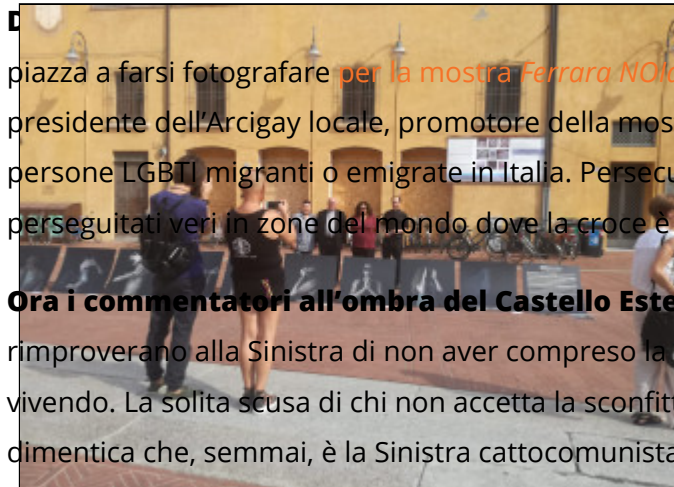 D
piazza a farsi fotografare per la mostra Ferrara
presidente dell'Arcigay locale, promotore della mos
persone LGBTI migranti o emigrate in Italia. Persecu
perseguitati veri in zone del mondo dove la croce è
Ora i commentatori all'ombra del Castello Este
rimproverano alla Sinistra di non aver compreso la
vivendo. La solita scusa di chi non accetta la sconfitt
dimentica che, semmai, è la Sinistra cattocomunista